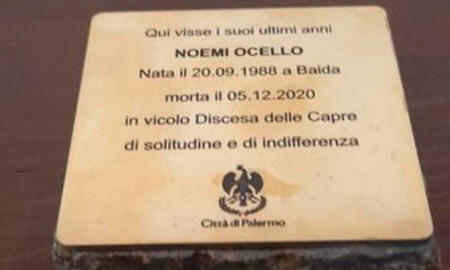 Qui visse i suoi ultimi anni
NOEMI OCELLO
Nata il 20.09.1988 a Baida
morta il 05.12.2020
in vicolo Discesa delle Capre
di solitudine e di indifferenza
Città di Palermo